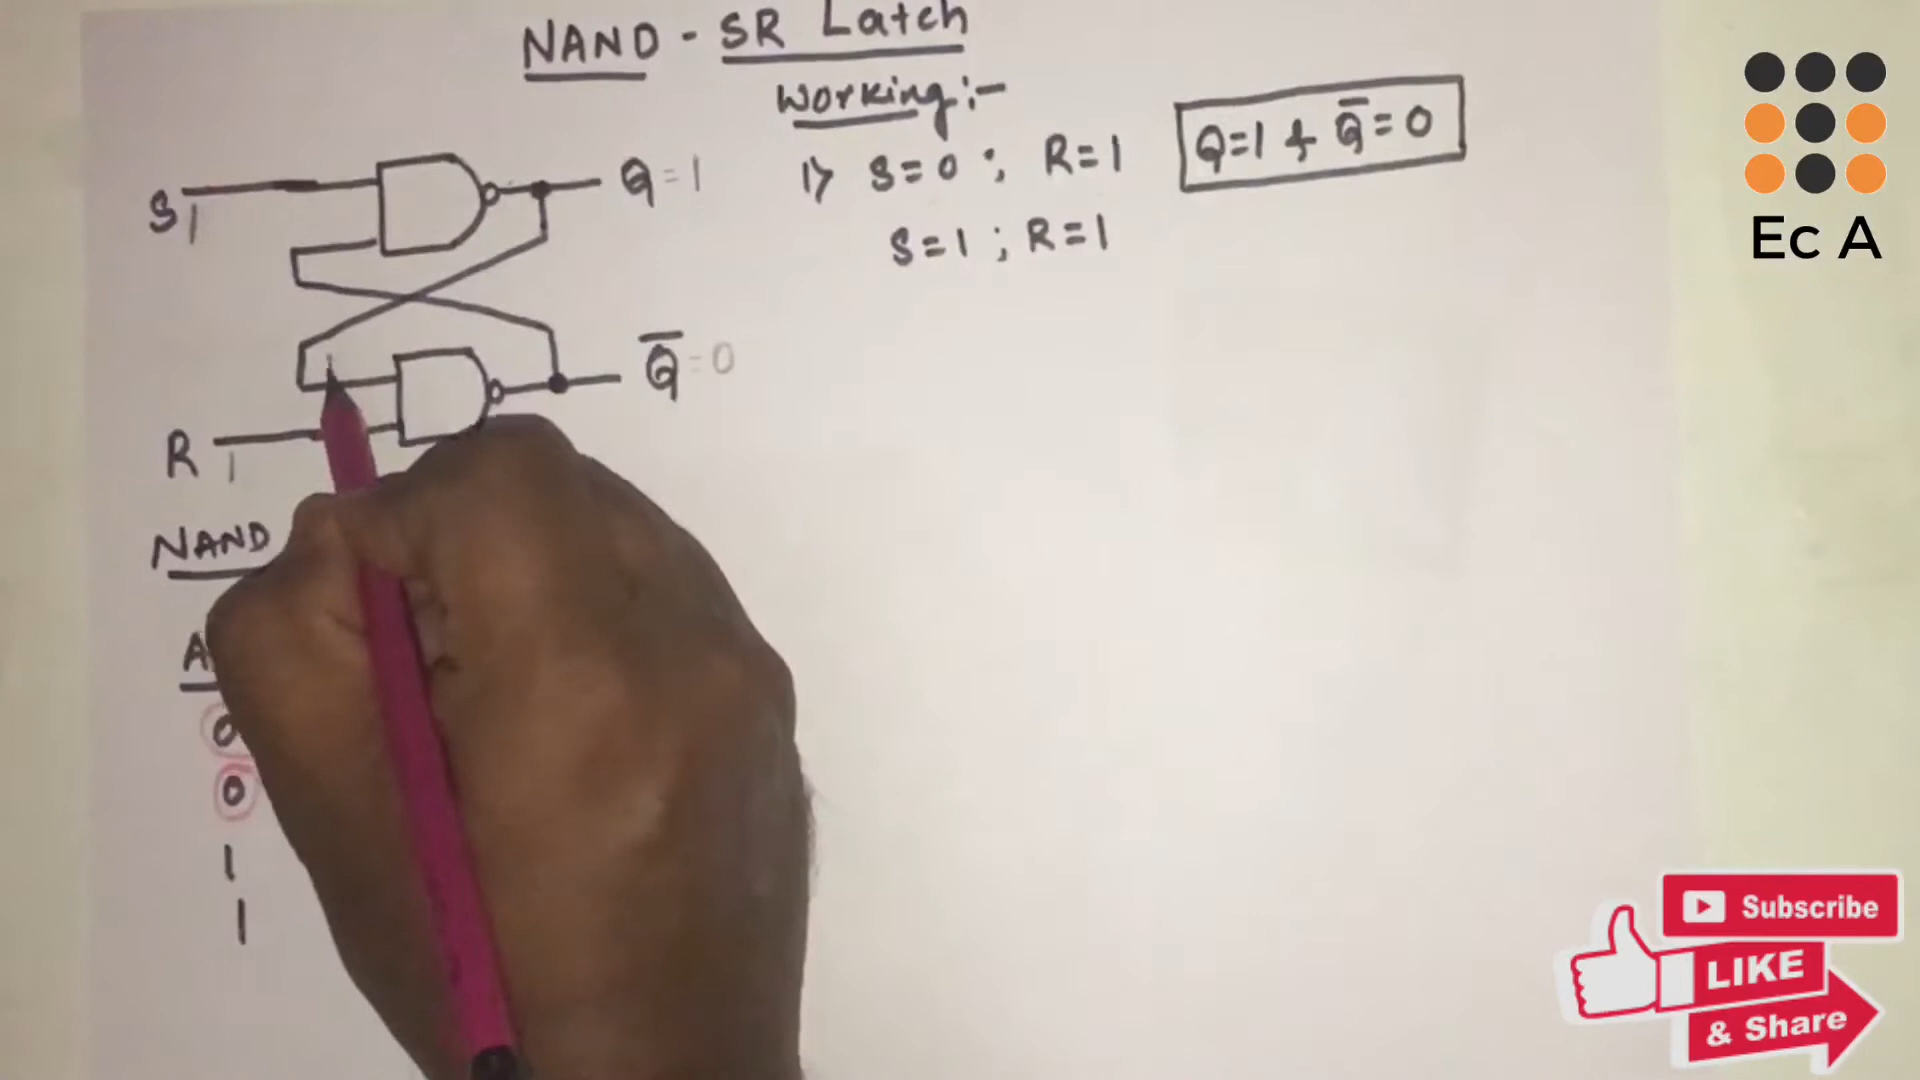 NAND - SR Latch
Working:-
1> S=0 ; R=1
Q=1 & Q̅=0
S=1 ; R=1
S 1
Q=1
Q̅=0
1
R 1
NAND
A
0
0
1
1
Ec A
Subscribe
LIKE
& Share